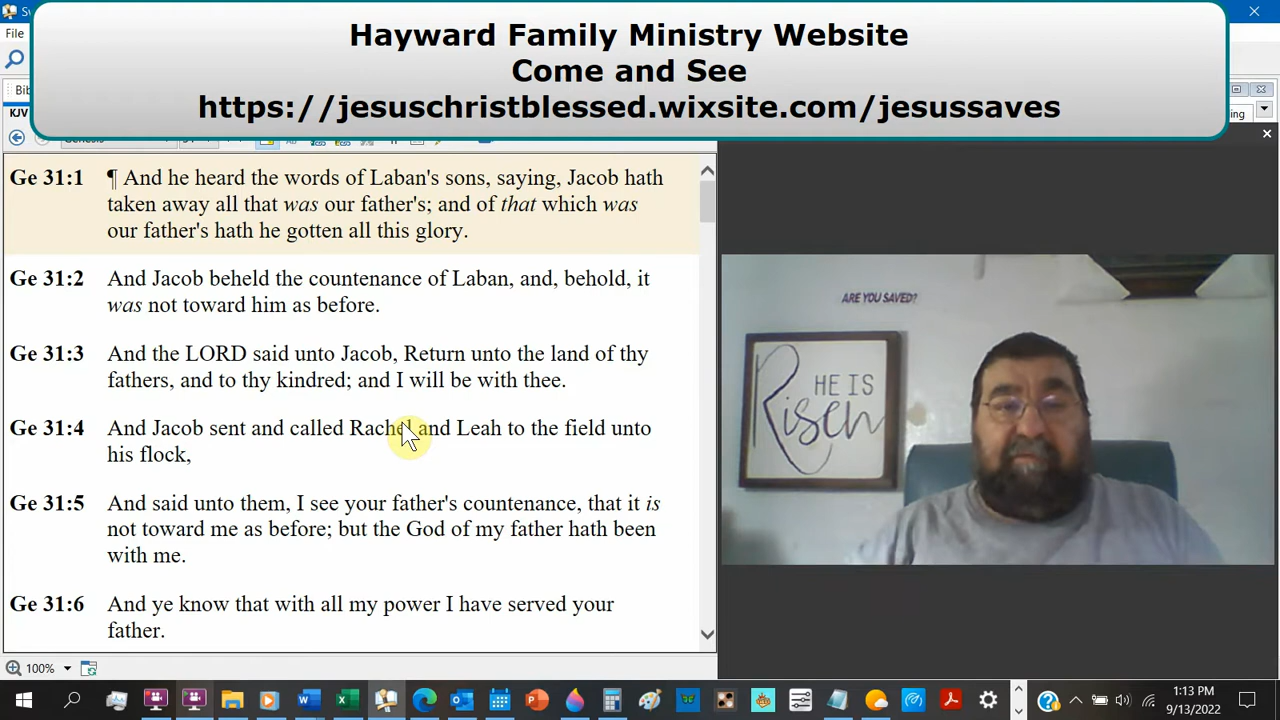 Hayward Family Ministry Website
Come and See
https://jesuschristblessed.wixsite.com/jesussaves
File
KJV
Ge 31:1 ¶ And he heard the words of Laban's sons, saying, Jacob hath
taken away all that was our father's; and of that which was
our father's hath he gotten all this glory.
Ge 31:2 And Jacob beheld the countenance of Laban, and, behold, it
was not toward him as before.
Ge 31:3 And the LORD said unto Jacob, Return unto the land of thy
fathers, and to thy kindred; and I will be with thee.
Ge 31:4 And Jacob sent and called Rachel and Leah to the field unto
his flock,
Ge 31:5 And said unto them, I see your father's countenance, that it is
not toward me as before; but the God of my father hath been
with me.
Ge 31:6 And ye know that with all my power I have served your
father.
ARE YOU SAVED?
HE IS
Risen
100%
1:13 PM
9/13/2022